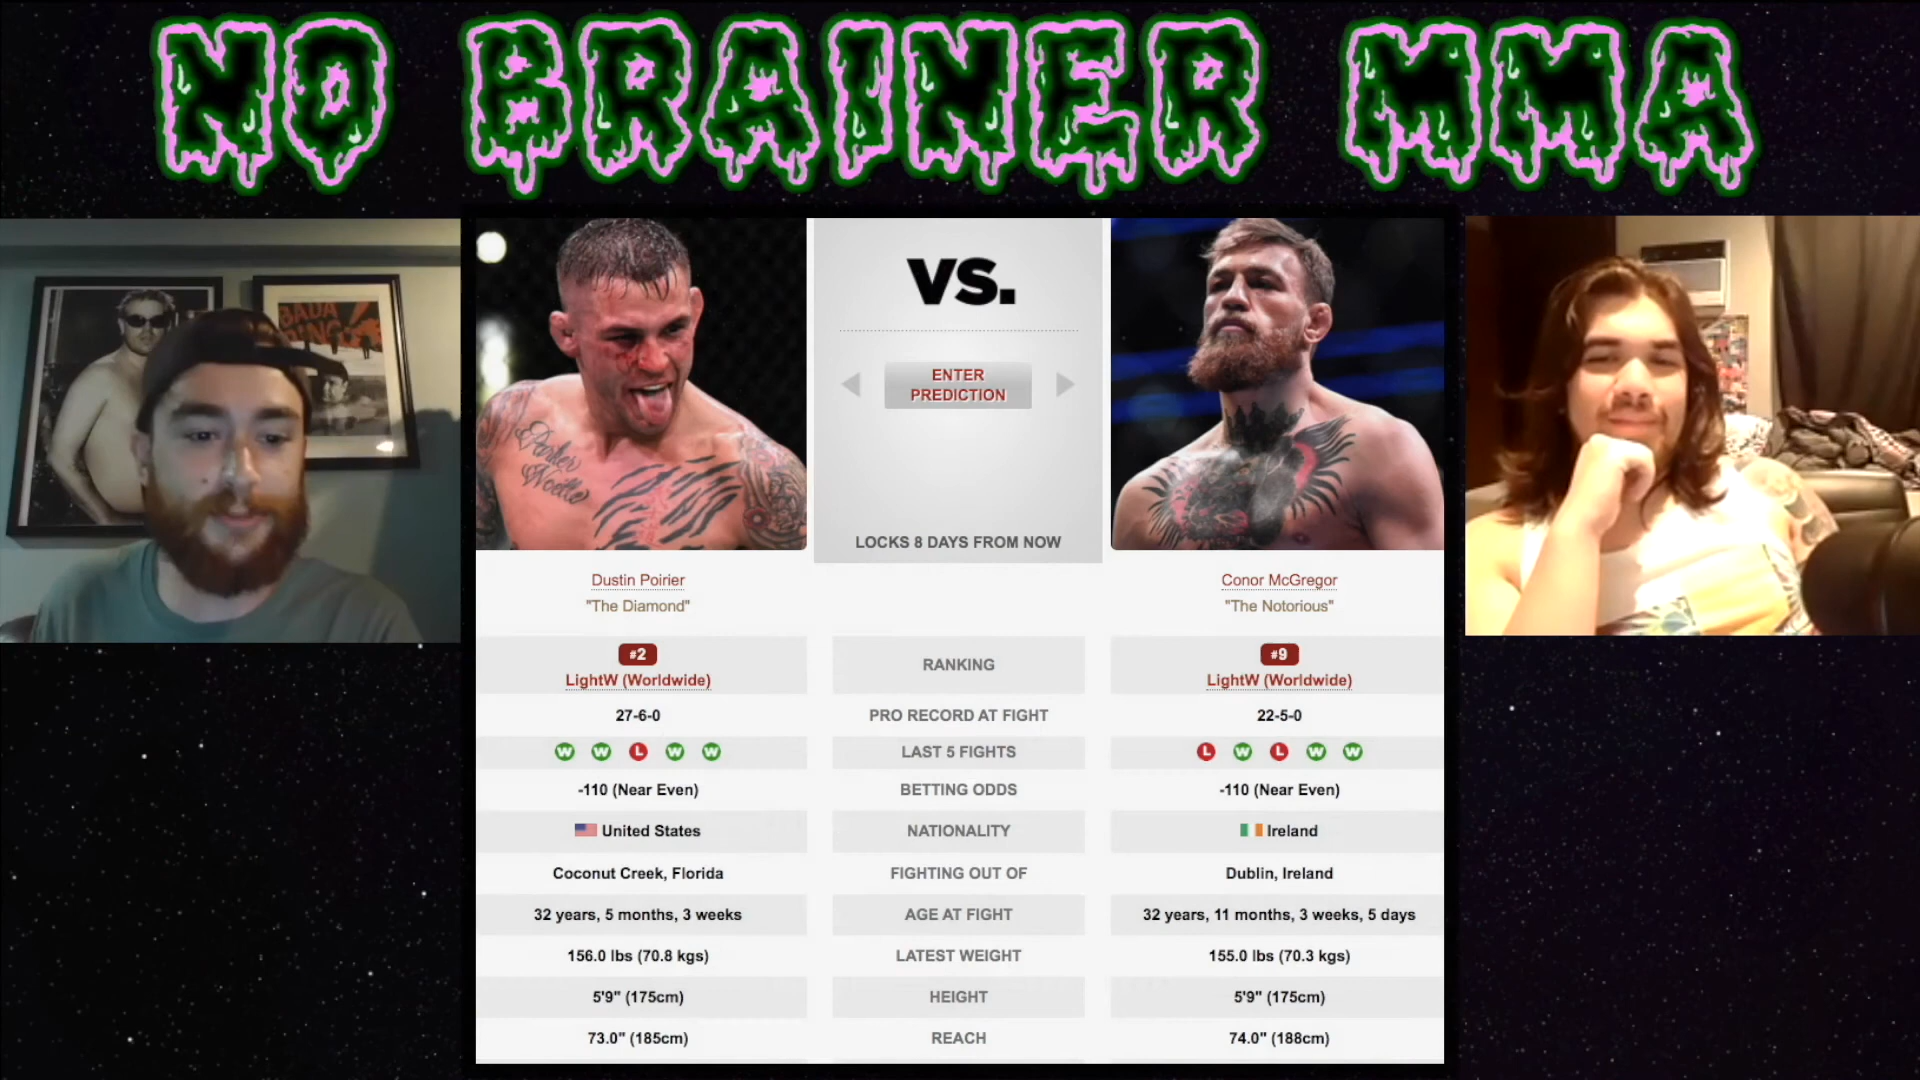 NO BRAINER MMA
BADA
BING
Parker
Noelle
VS.
ENTER
PREDICTION
LOCKS 8 DAYS FROM NOW
Dustin Poirier
Conor McGregor
"The Diamond"
"The Notorious"
#2
RANKING
#9
LightW (Worldwide)
LightW (Worldwide)
27-6-0
PRO RECORD AT FIGHT
22-5-0
W W L W W
LAST 5 FIGHTS
L W L W W
-110 (Near Even)
BETTING ODDS
-110 (Near Even)
United States
NATIONALITY
Ireland
Coconut Creek, Florida
FIGHTING OUT OF
Dublin, Ireland
32 years, 5 months, 3 weeks
AGE AT FIGHT
32 years, 11 months, 3 weeks, 5 days
156.0 lbs (70.8 kgs)
LATEST WEIGHT
155.0 lbs (70.3 kgs)
5'9" (175cm)
HEIGHT
5'9" (175cm)
73.0" (185cm)
REACH
74.0" (188cm)